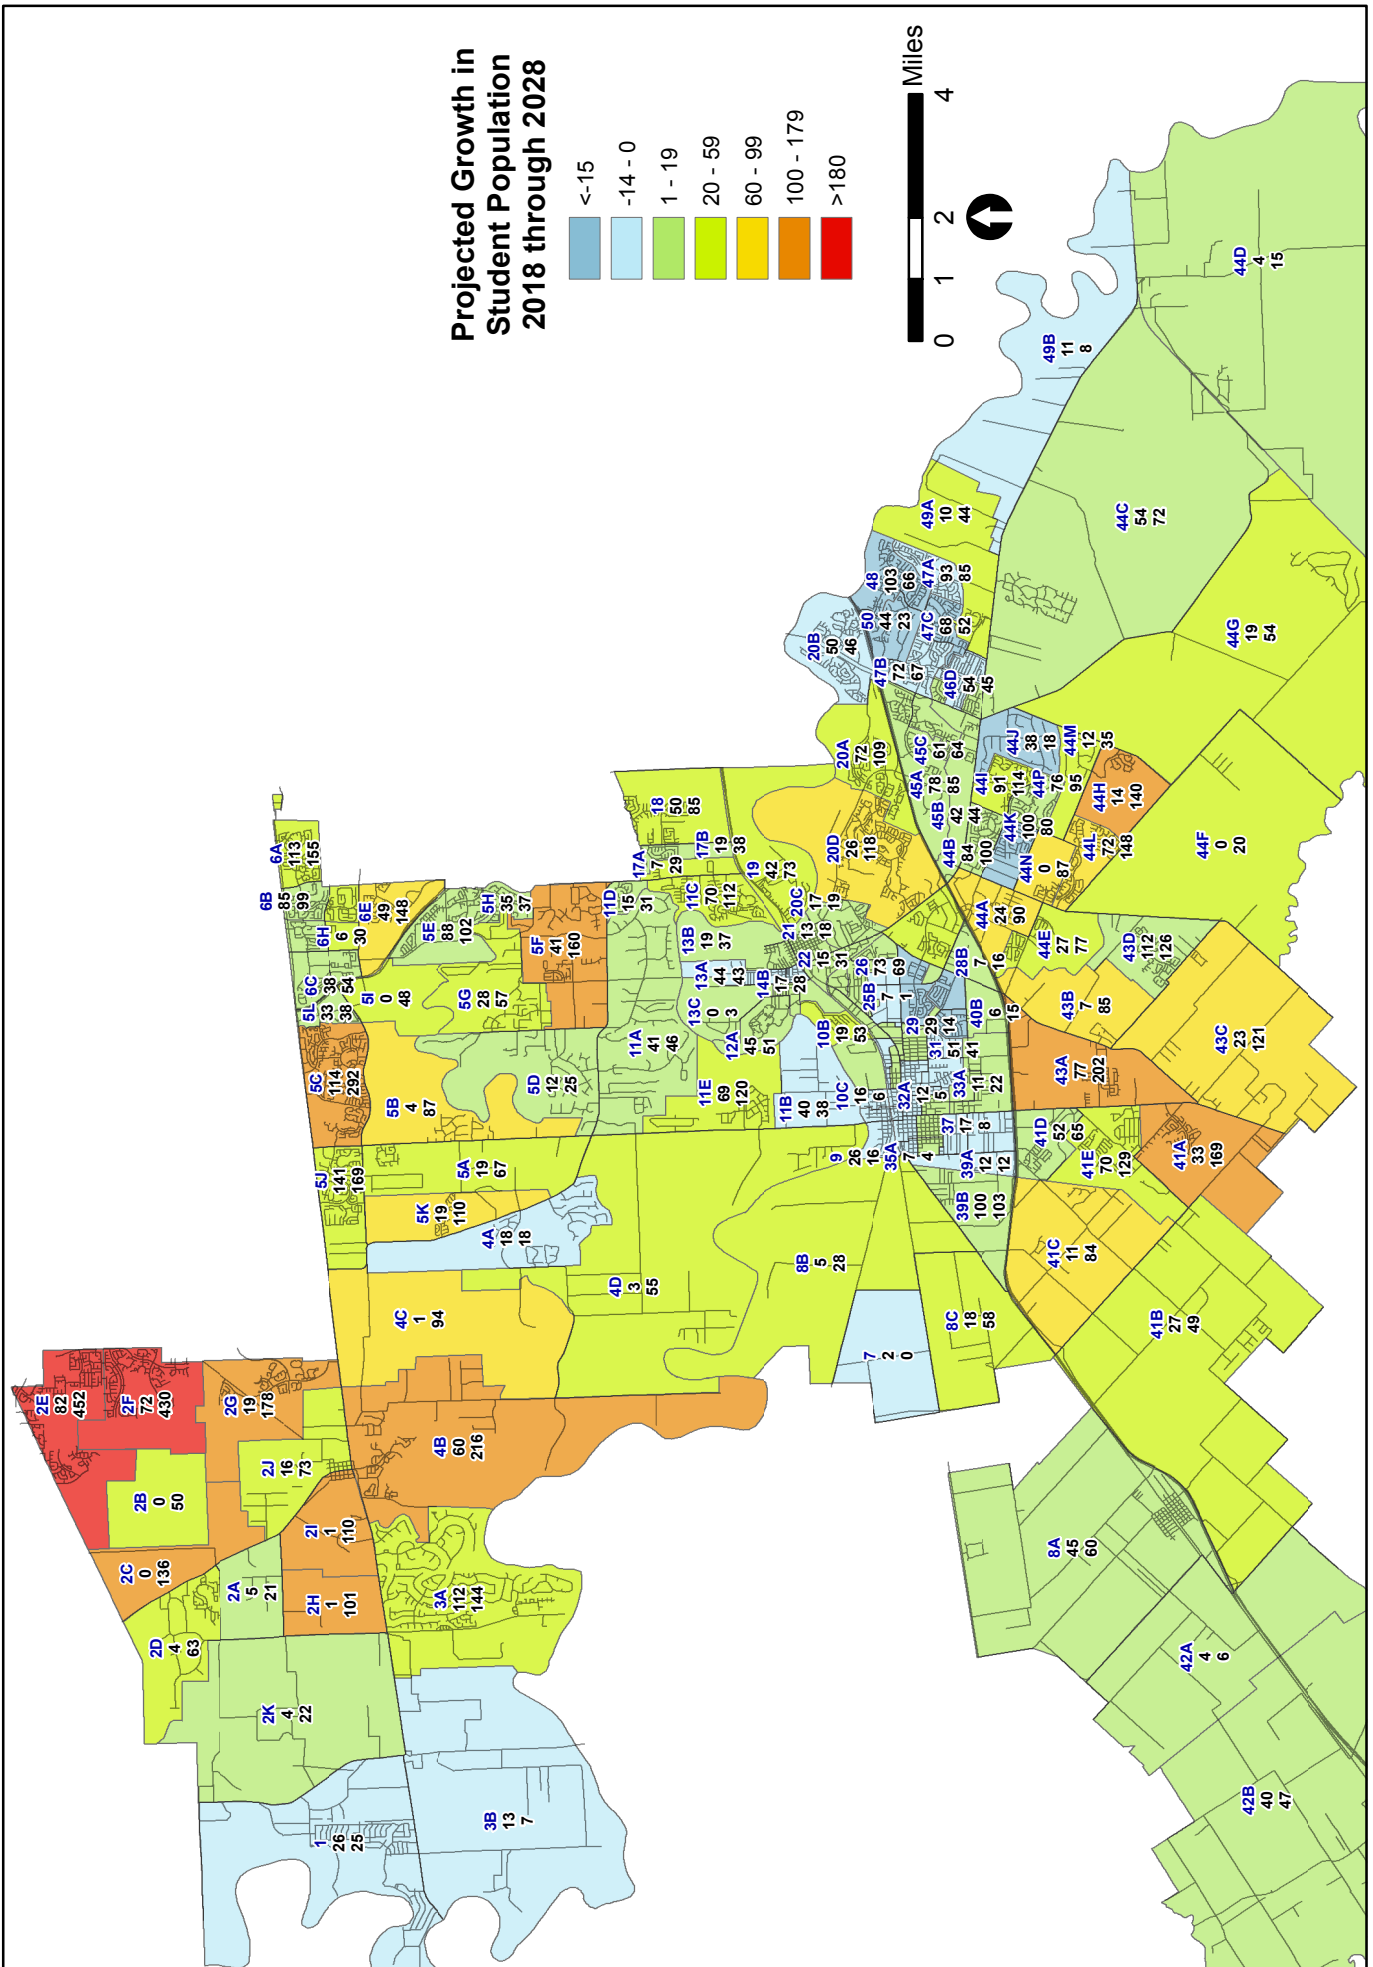 Projected Growth in
Student Population
2018 through 2028
<-15
-14 - 0
1 - 19
20 - 59
60 - 99
100 - 179
>180
0
1
2
4
Miles
2E
82
452
2F
72
430
2G
19
178
2B
0
50
2J
16
73
2C
0
136
2I
1
110
2A
5
21
2H
1
101
2D
4
63
2K
4
22
1
26
25
3B
13
7
3A
112
144
4B
60
216
4C
1
94
4D
3
55
4A
18
18
5K
19
110
5J
141
169
5A
19
67
5C
114
292
5B
4
87
5D
12
25
5L
33
38
6C
38
54
5I
0
48
5G
28
57
6B
85
99
6A
113
155
6H
6
30
6E
49
148
5E
88
102
5H
35
37
5F
41
160
11D
15
31
11A
41
46
11E
69
120
11B
40
38
11C
70
112
13B
19
37
13A
44
43
13C
0
3
12A
45
51
14B
17
28
17A
7
29
18
50
85
17B
19
38
19
42
73
20C
17
19
21
13
18
22
15
31
20A
72
109
20D
26
118
20B
50
46
10B
19
53
10C
16
6
9
26
16
8B
5
28
7
2
0
8C
18
58
26
73
69
25B
7
1
29
29
14
31
51
41
32A
12
5
33A
11
22
35A
7
4
37
17
8
39A
12
12
39B
100
103
28B
7
16
40B
6
15
48
103
66
50
44
23
47A
93
85
47C
68
52
47B
72
67
46D
54
45
49A
10
44
49B
11
8
45C
61
64
45A
78
85
45B
42
44
44B
84
100
44I
91
114
44J
38
18
44P
76
95
44K
100
80
44M
12
35
44H
14
140
44L
72
148
44N
0
87
44A
24
90
44E
27
77
44C
54
72
44D
4
15
44G
19
54
44F
0
20
43D
112
126
43B
7
85
43A
77
202
43C
23
121
41D
52
65
41E
70
129
41A
33
169
41C
11
84
41B
27
49
8A
45
60
42A
4
6
42B
40
47